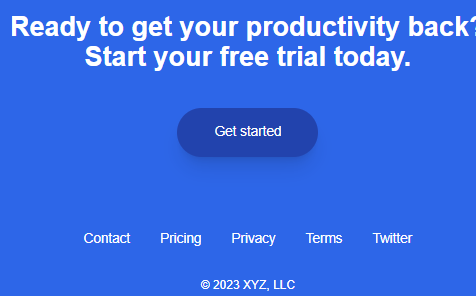 Ready to get your productivity back?
Start your free trial today.
Get started
Contact Pricing Privacy Terms Twitter
© 2023 XYZ, LLC